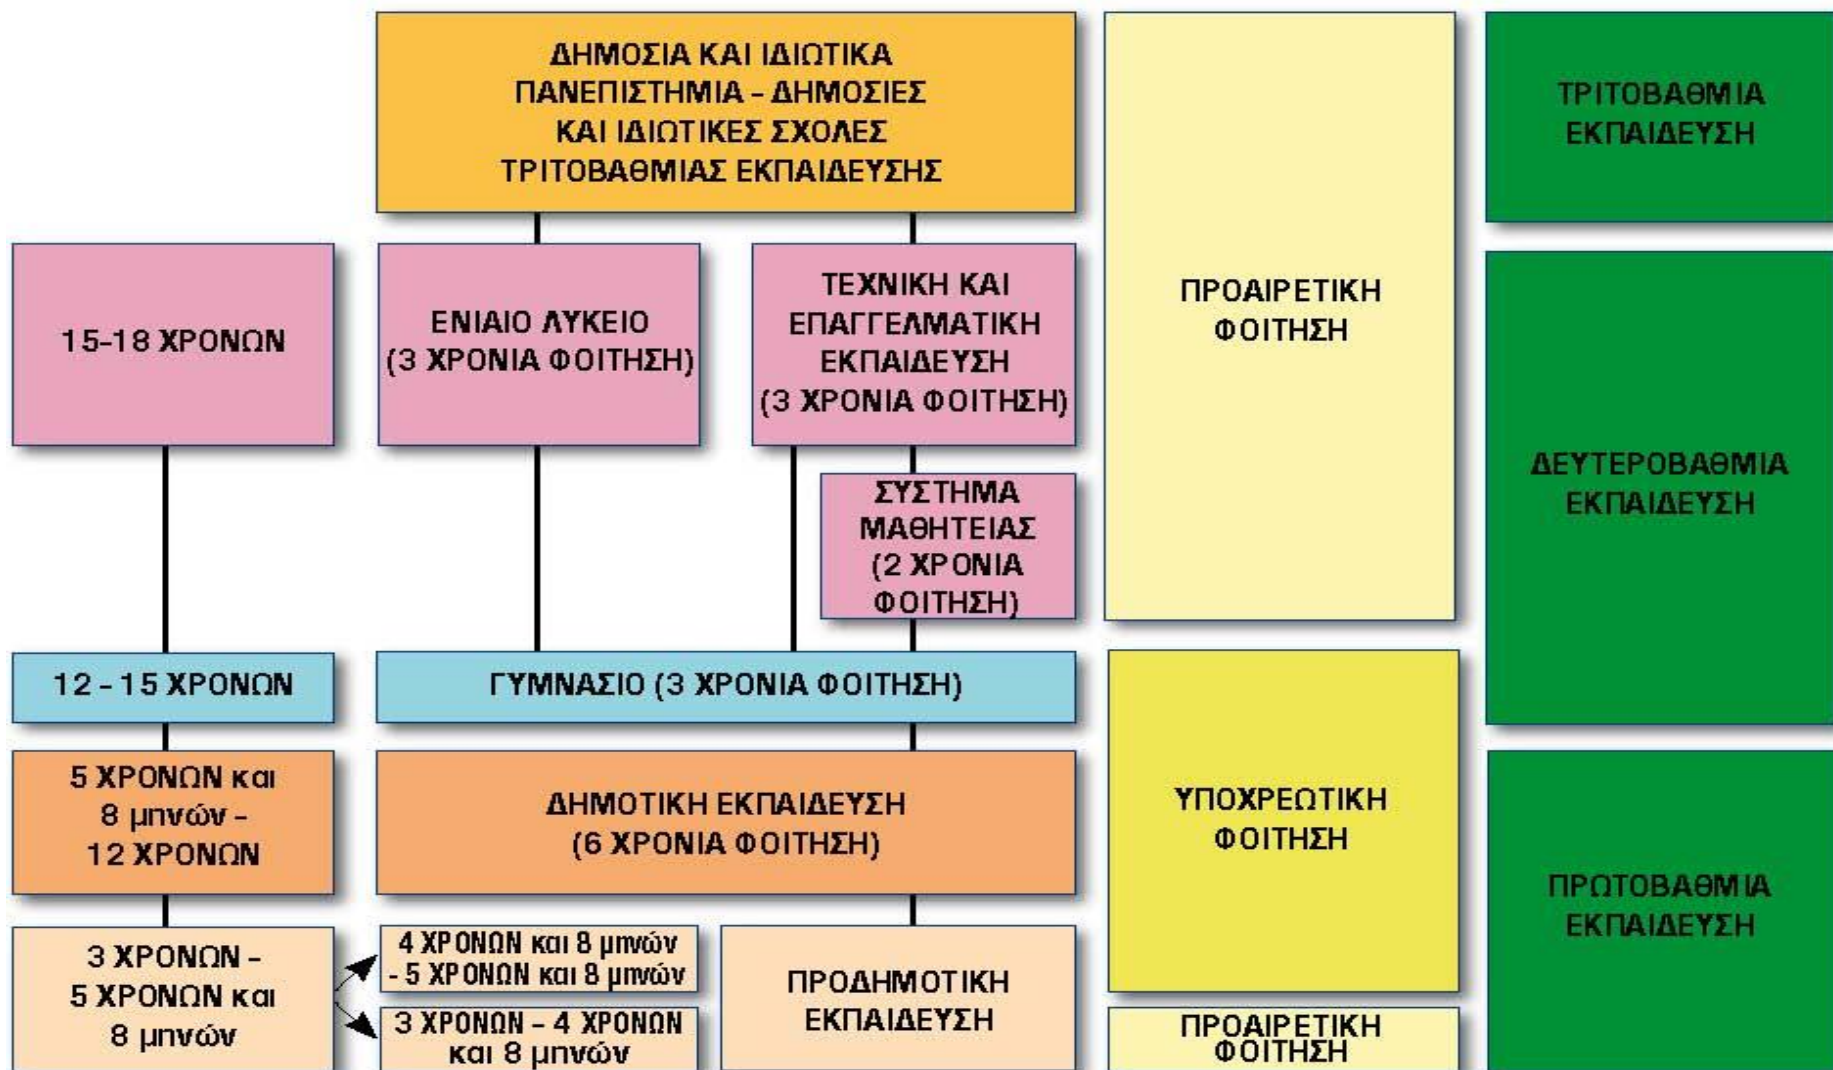 ΔΗΜΟΣΙΑ ΚΑΙ ΙΔΙΩΤΙΚΑ
ΠΑΝΕΠΙΣΤΗΜΙΑ – ΔΗΜΟΣΙΕΣ
ΚΑΙ ΙΔΙΩΤΙΚΕΣ ΣΧΟΛΕΣ
ΤΡΙΤΟΒΑΘΜΙΑΣ ΕΚΠΑΙΔΕΥΣΗΣ
ΤΡΙΤΟΒΑΘΜΙΑ
ΕΚΠΑΙΔΕΥΣΗ
15–18 ΧΡΟΝΩΝ
ΕΝΙΑΙΟ ΛΥΚΕΙΟ
(3 ΧΡΟΝΙΑ ΦΟΙΤΗΣΗ)
ΤΕΧΝΙΚΗ ΚΑΙ
ΕΠΑΓΓΕΛΜΑΤΙΚΗ
ΕΚΠΑΙΔΕΥΣΗ
(3 ΧΡΟΝΙΑ ΦΟΙΤΗΣΗ)
ΠΡΟΑΙΡΕΤΙΚΗ
ΦΟΙΤΗΣΗ
ΔΕΥΤΕΡΟΒΑΘΜΙΑ
ΕΚΠΑΙΔΕΥΣΗ
ΣΥΣΤΗΜΑ
ΜΑΘΗΤΕΙΑΣ
(2 ΧΡΟΝΙΑ
ΦΟΙΤΗΣΗ)
12 – 15 ΧΡΟΝΩΝ
ΓΥΜΝΑΣΙΟ (3 ΧΡΟΝΙΑ ΦΟΙΤΗΣΗ)
5 ΧΡΟΝΩΝ και
8 μηνών –
12 ΧΡΟΝΩΝ
ΔΗΜΟΤΙΚΗ ΕΚΠΑΙΔΕΥΣΗ
(6 ΧΡΟΝΙΑ ΦΟΙΤΗΣΗ)
ΥΠΟΧΡΕΩΤΙΚΗ
ΦΟΙΤΗΣΗ
ΠΡΩΤΟΒΑΘΜΙΑ
ΕΚΠΑΙΔΕΥΣΗ
3 ΧΡΟΝΩΝ –
5 ΧΡΟΝΩΝ και
8 μηνών
4 ΧΡΟΝΩΝ και 8 μηνών
- 5 ΧΡΟΝΩΝ και 8 μηνών
3 ΧΡΟΝΩΝ – 4 ΧΡΟΝΩΝ
και 8 μηνών
ΠΡΟΔΗΜΟΤΙΚΗ
ΕΚΠΑΙΔΕΥΣΗ
ΠΡΟΑΙΡΕΤΙΚΗ
ΦΟΙΤΗΣΗ